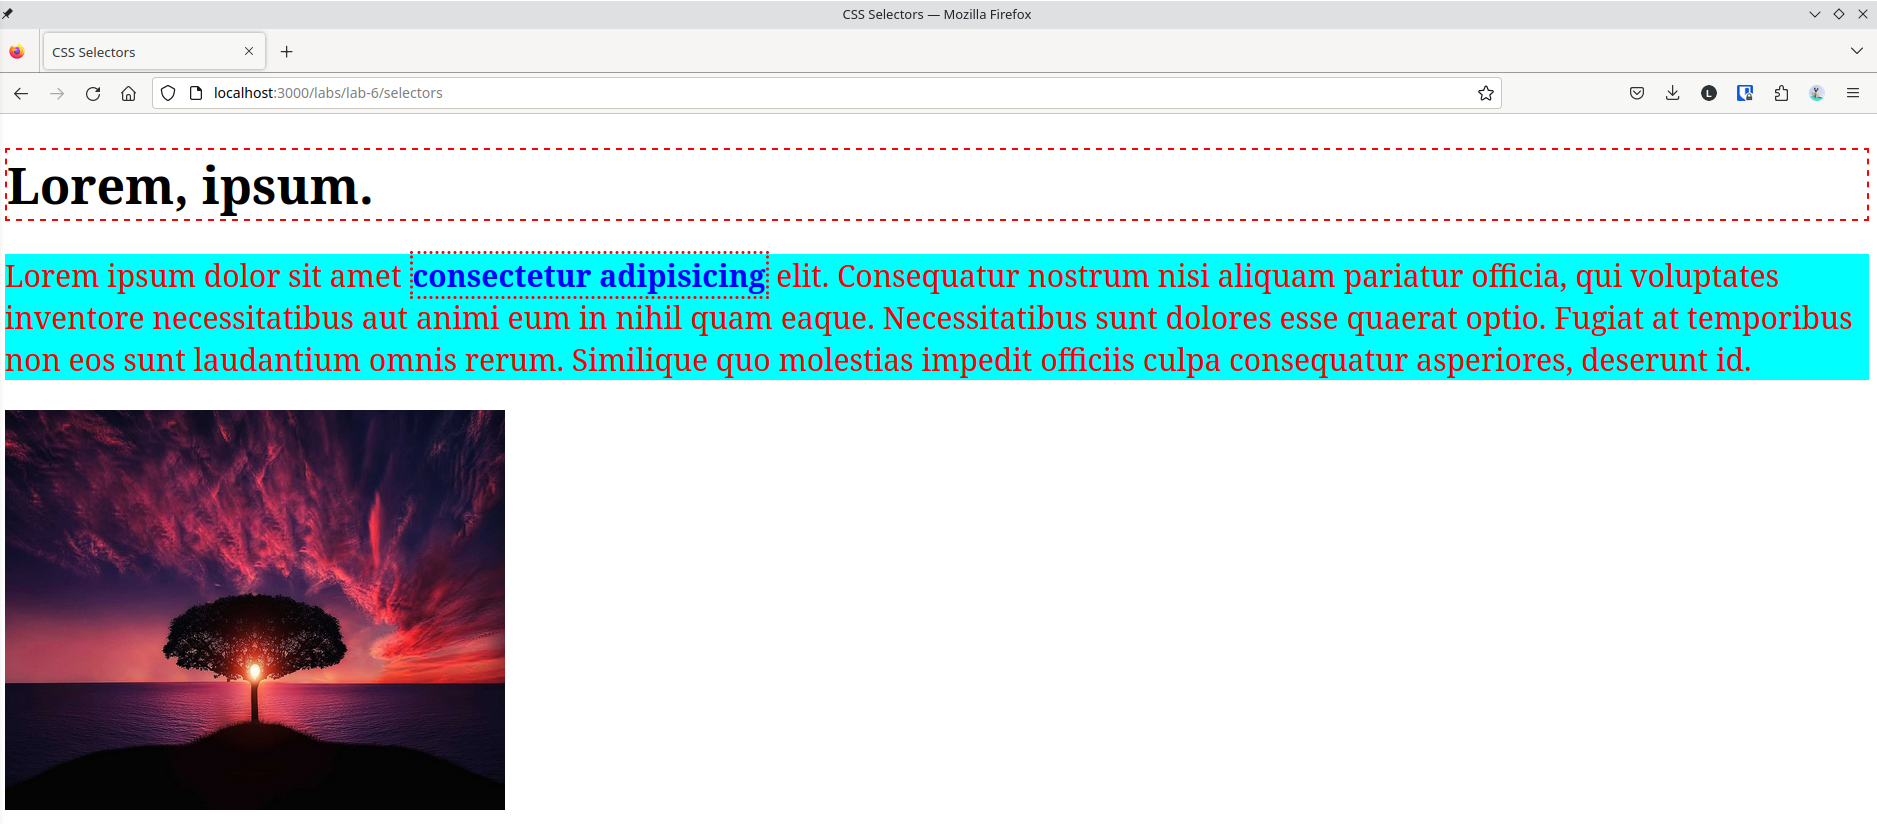 CSS Selectors — Mozilla Firefox
CSS Selectors
localhost:3000/labs/lab-6/selectors
L
Lorem, ipsum.
Lorem ipsum dolor sit amet consectetur adipisicing elit. Consequatur nostrum nisi aliquam pariatur officia, qui voluptates
inventore necessitatibus aut animi eum in nihil quam eaque. Necessitatibus sunt dolores esse quaerat optio. Fugiat at temporibus
non eos sunt laudantium omnis rerum. Similique quo molestias impedit officiis culpa consequatur asperiores, deserunt id.